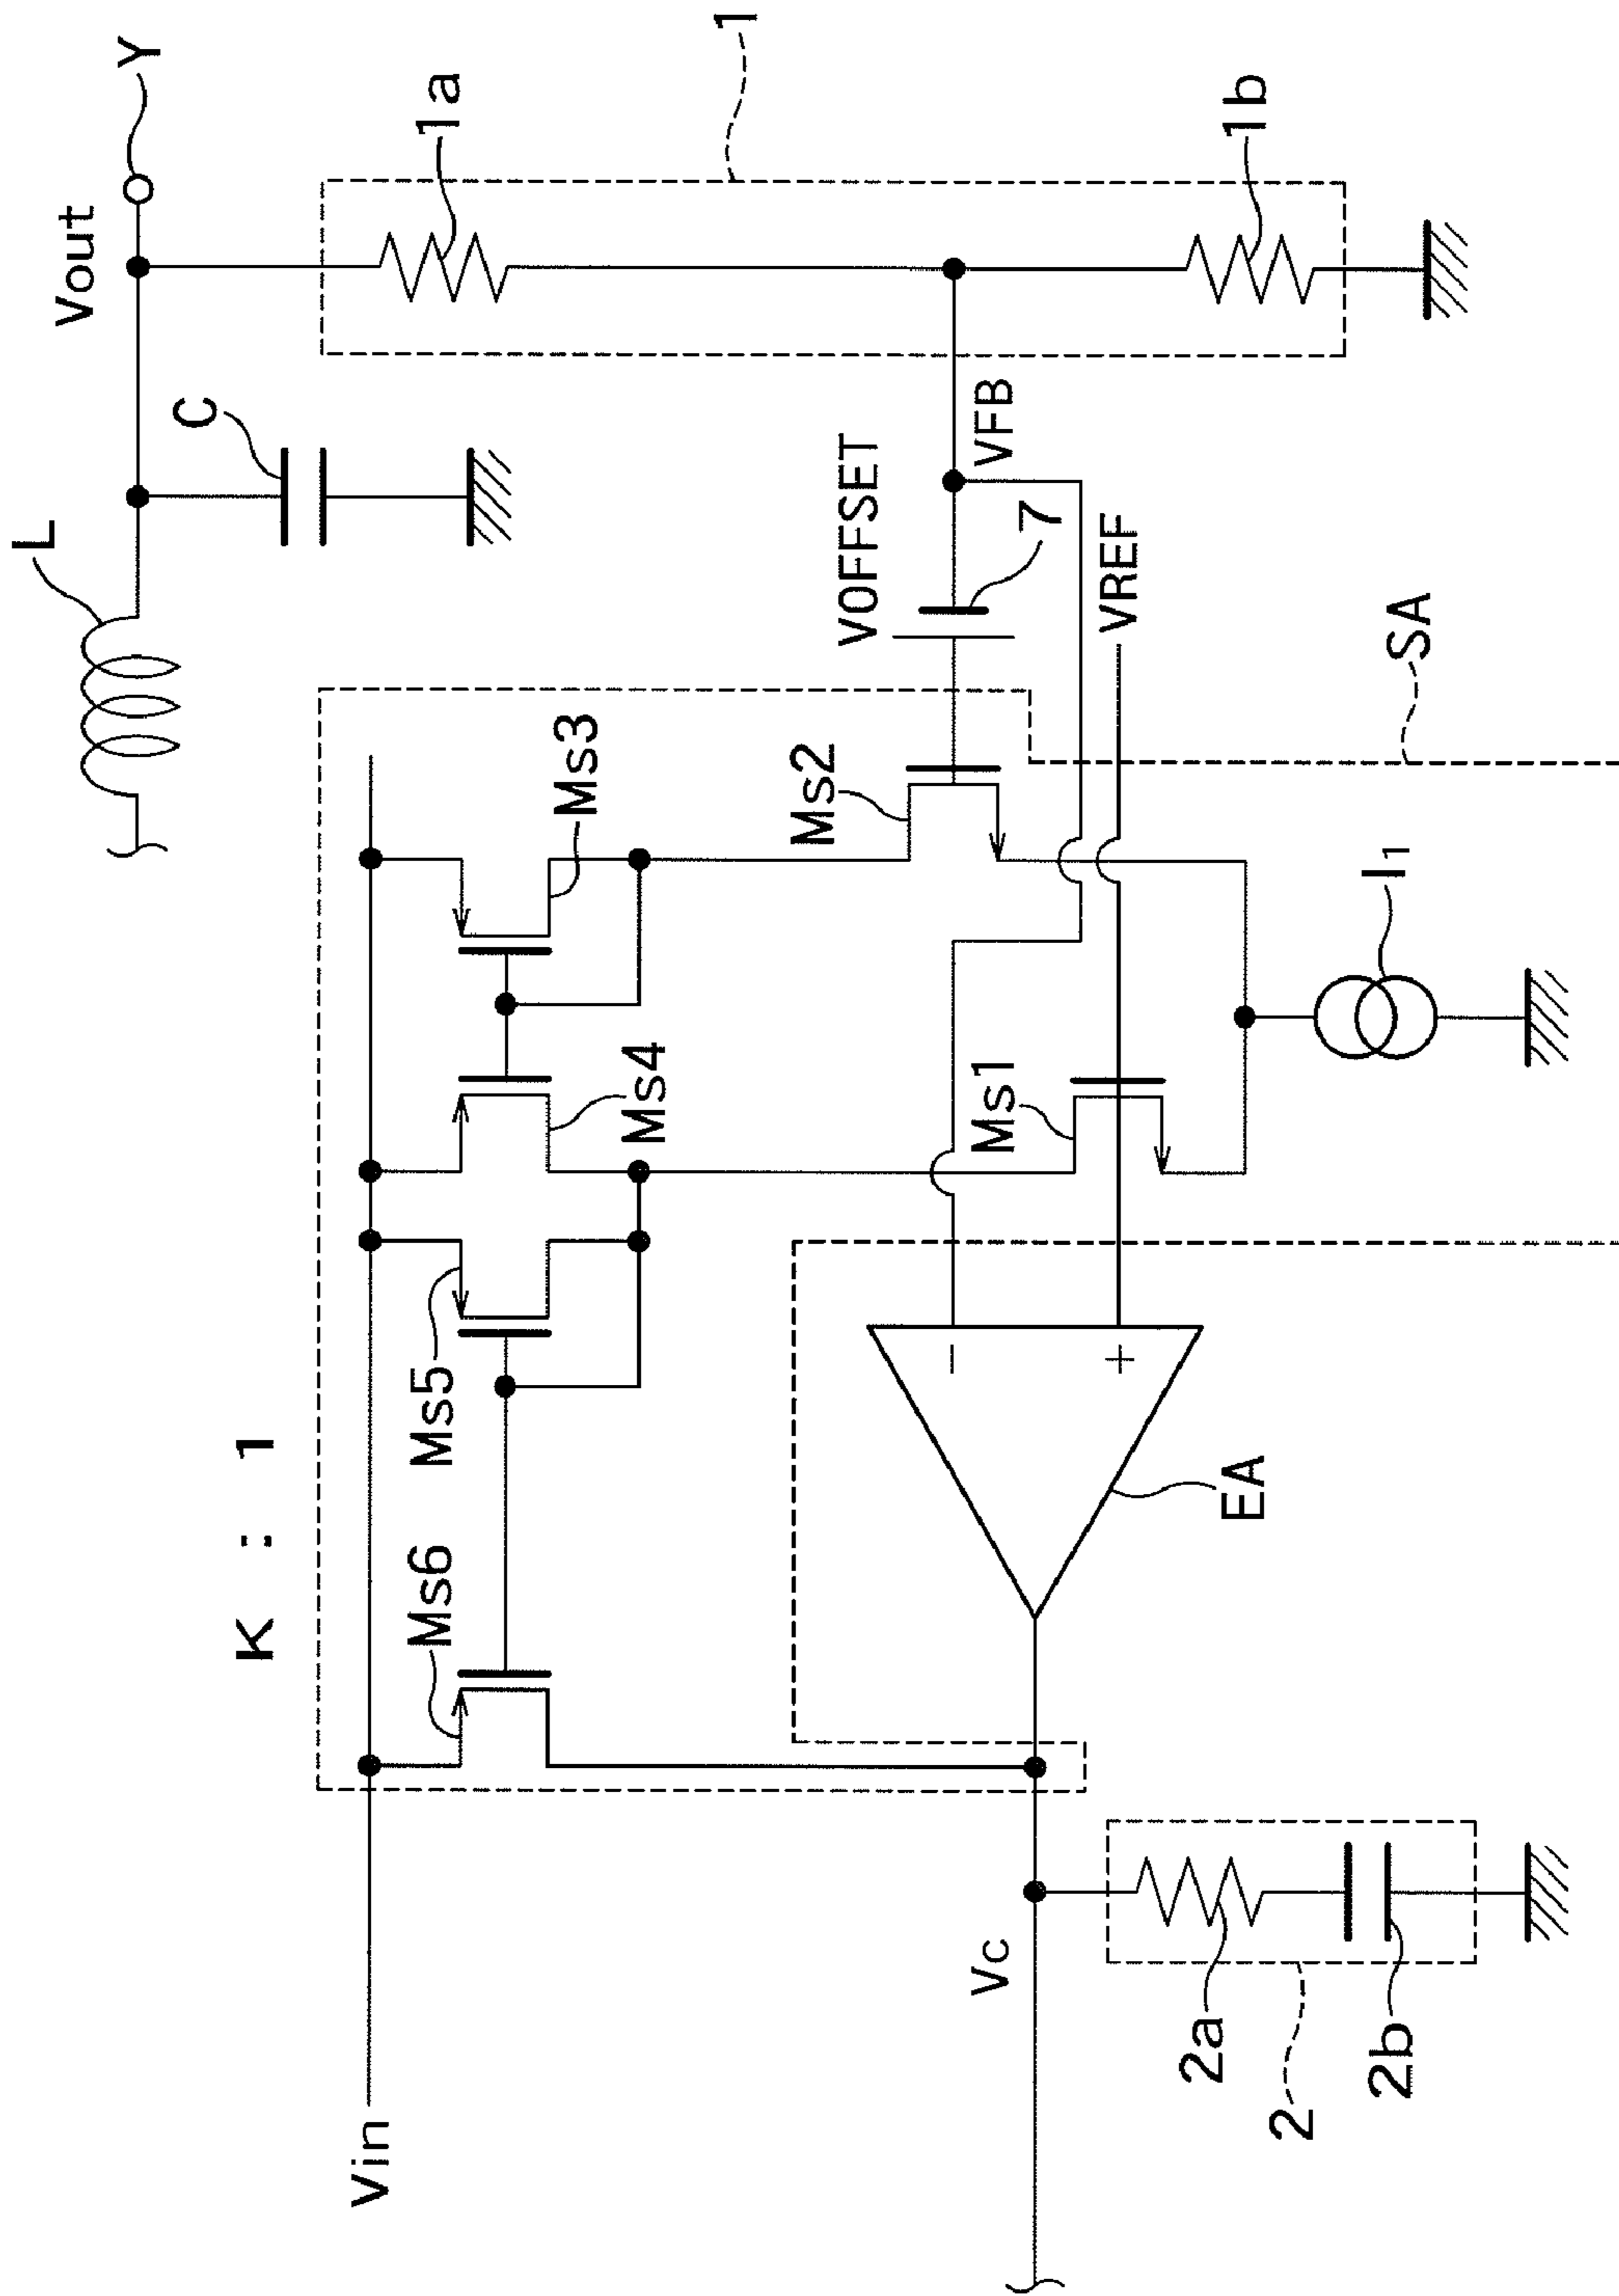 L
Vout
Y
C
1a
1
K : 1
Vin
Ms6
Ms5
Ms4
Ms3
Ms2
VOFFSET
7
VFB
VREF
1b
SA
Ms1
−
+
EA
I1
Vc
2a
2
2b